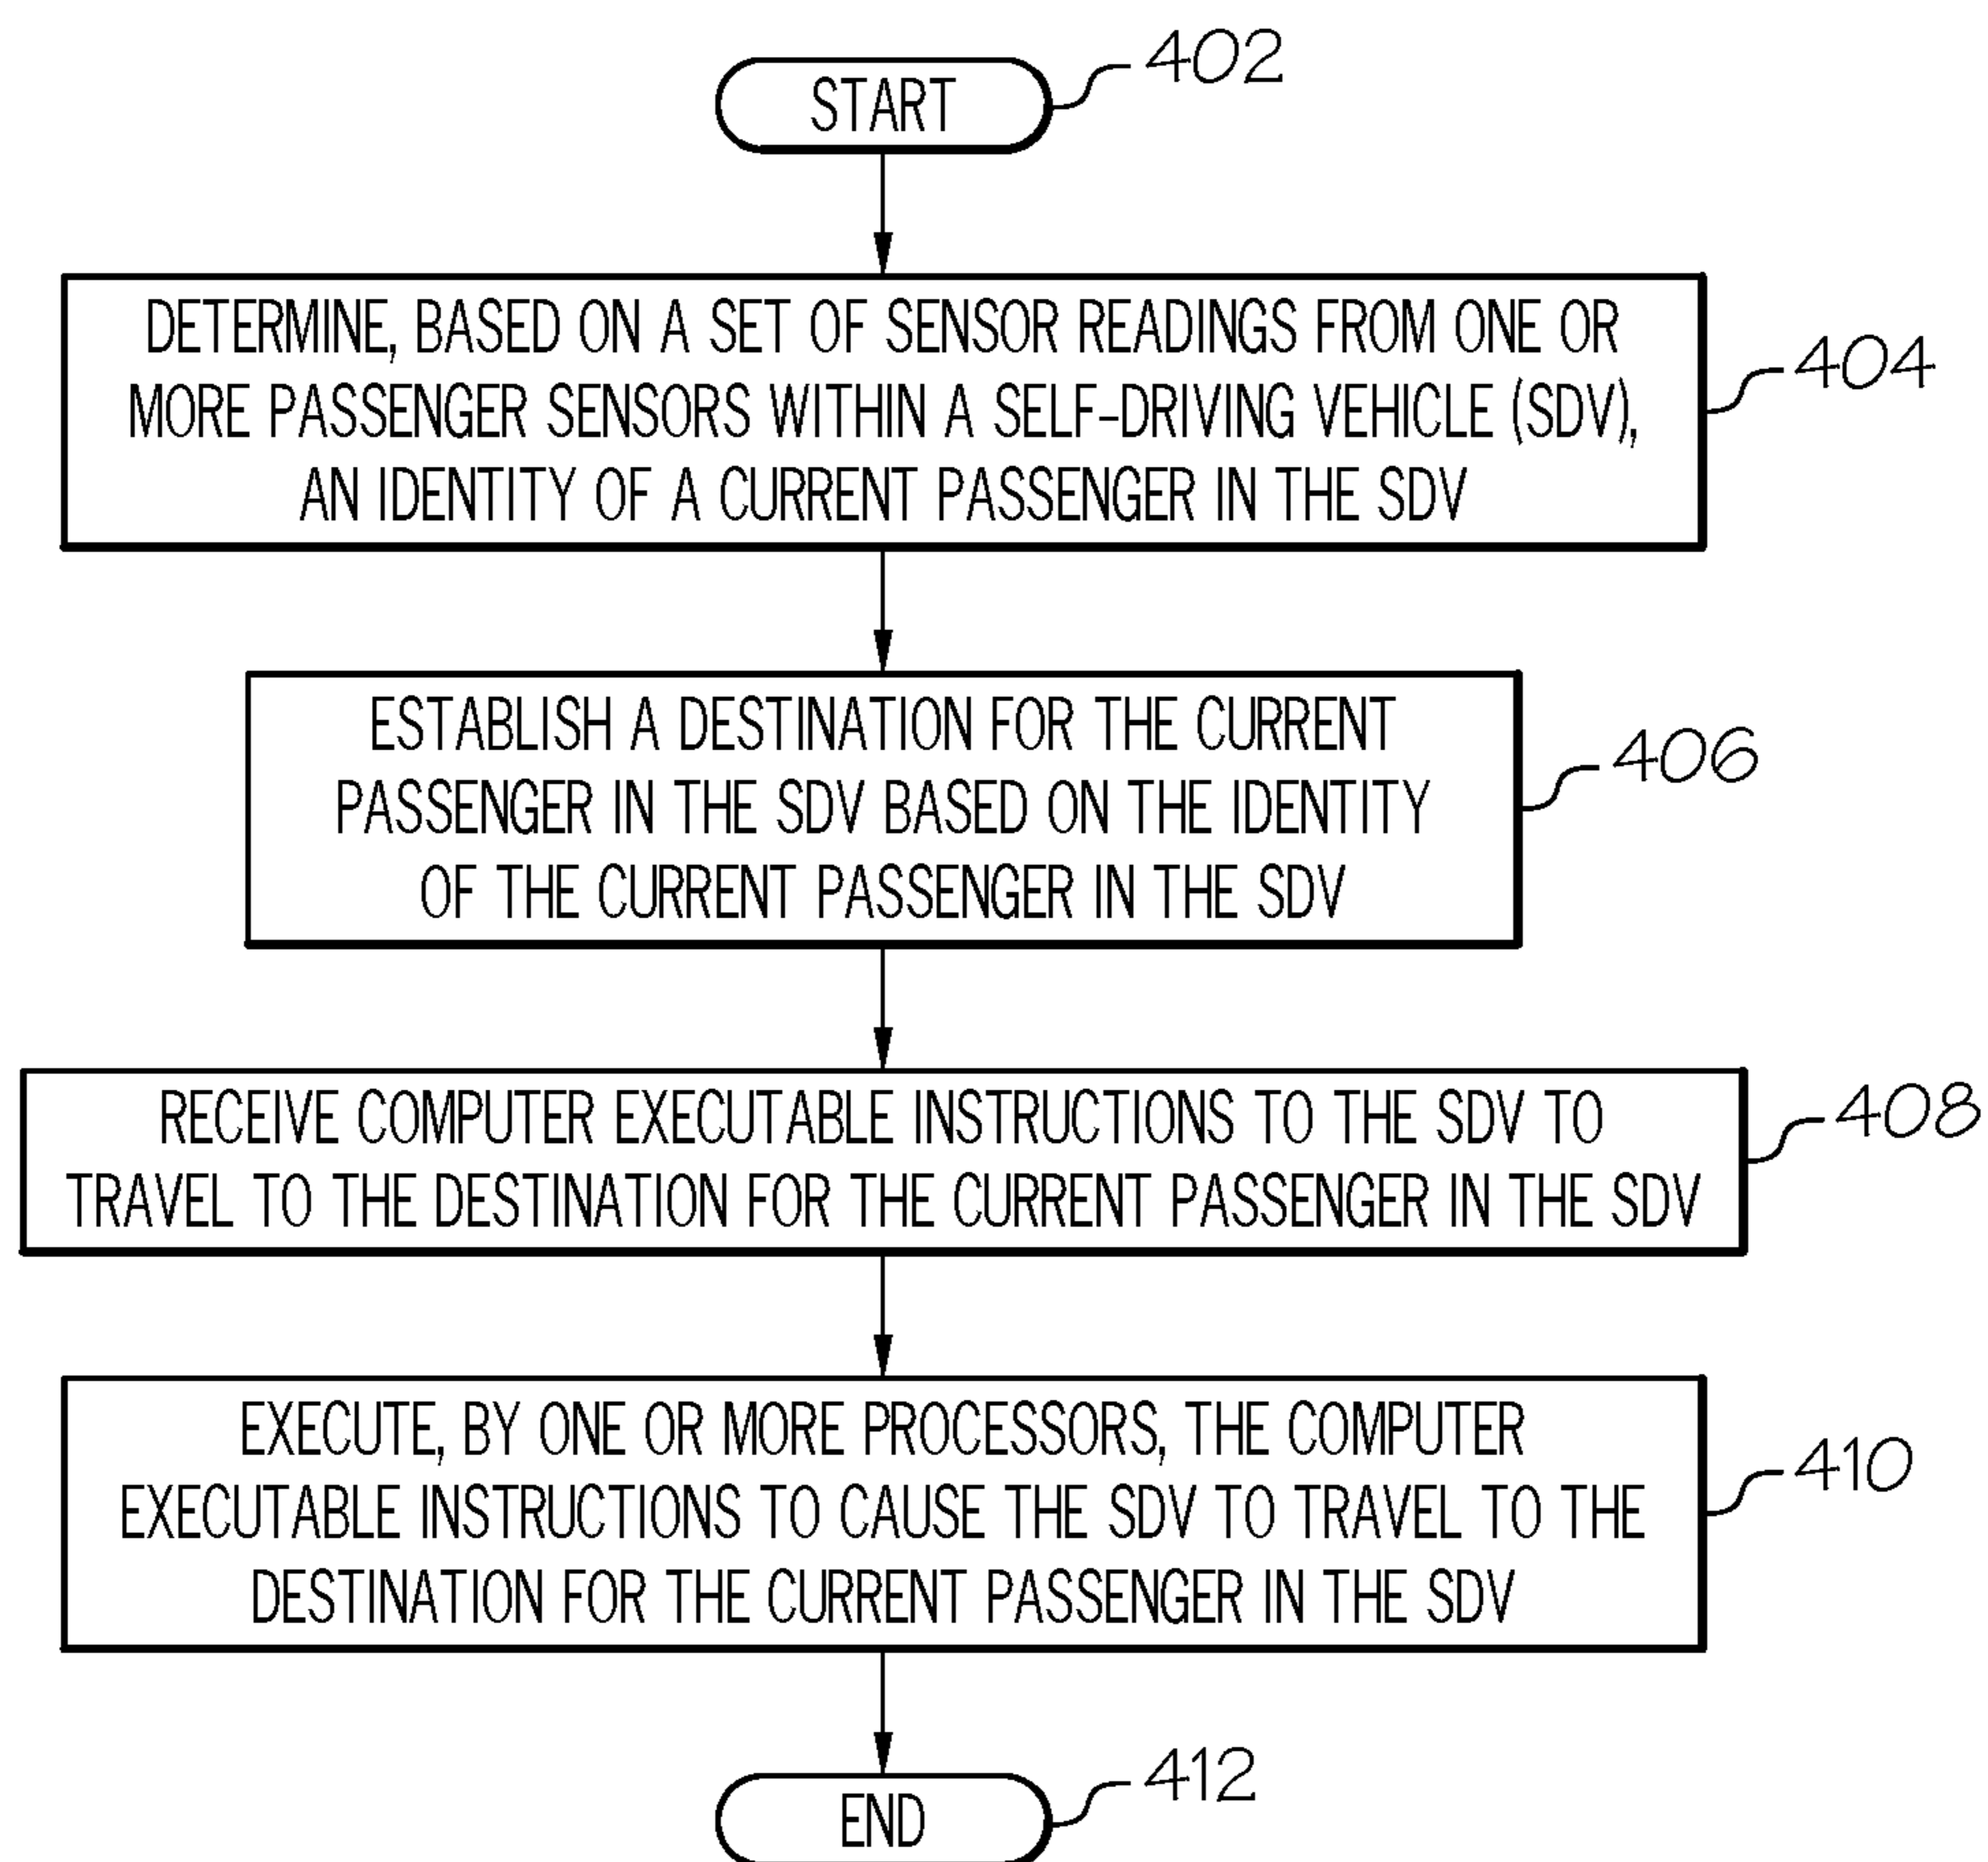 START
402
DETERMINE, BASED ON A SET OF SENSOR READINGS FROM ONE OR
MORE PASSENGER SENSORS WITHIN A SELF-DRIVING VEHICLE (SDV),
AN IDENTITY OF A CURRENT PASSENGER IN THE SDV
404
ESTABLISH A DESTINATION FOR THE CURRENT
PASSENGER IN THE SDV BASED ON THE IDENTITY
OF THE CURRENT PASSENGER IN THE SDV
406
RECEIVE COMPUTER EXECUTABLE INSTRUCTIONS TO THE SDV TO
TRAVEL TO THE DESTINATION FOR THE CURRENT PASSENGER IN THE SDV
408
EXECUTE, BY ONE OR MORE PROCESSORS, THE COMPUTER
EXECUTABLE INSTRUCTIONS TO CAUSE THE SDV TO TRAVEL TO THE
DESTINATION FOR THE CURRENT PASSENGER IN THE SDV
410
END
412